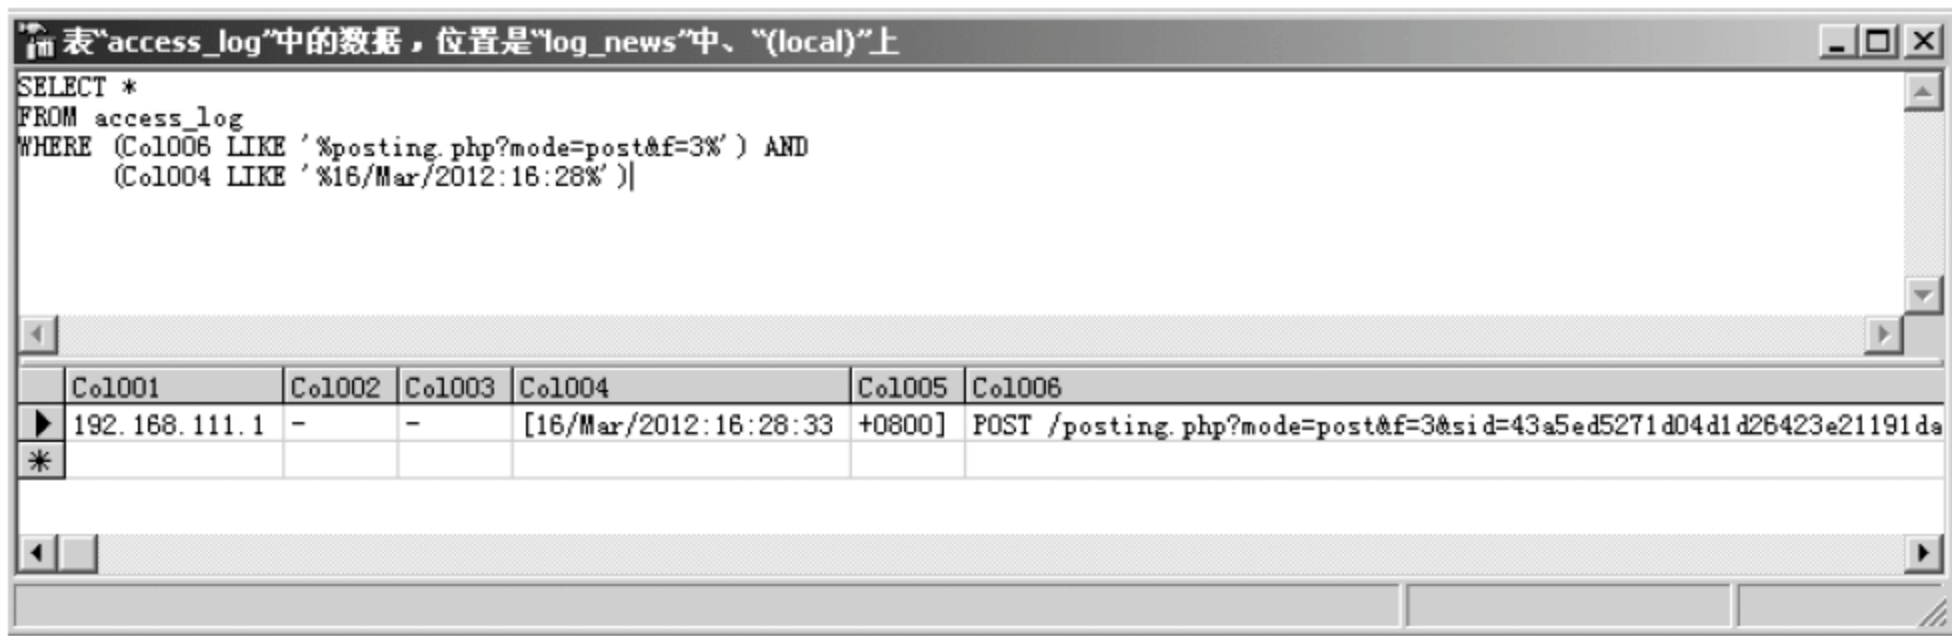 表“access_log”中的数据，位置是“log_news”中、“(local)”上
SELECT *
FROM access_log
WHERE (Col006 LIKE '%posting.php?mode=post&f=3%') AND
(Col004 LIKE '%16/Mar/2012:16:28%')
Col001 Col002 Col003 Col004 Col005 Col006
192.168.111.1 - - [16/Mar/2012:16:28:33 +0800] POST /posting.php?mode=post&f=3&sid=43a5ed5271d04d1d26423e21191da